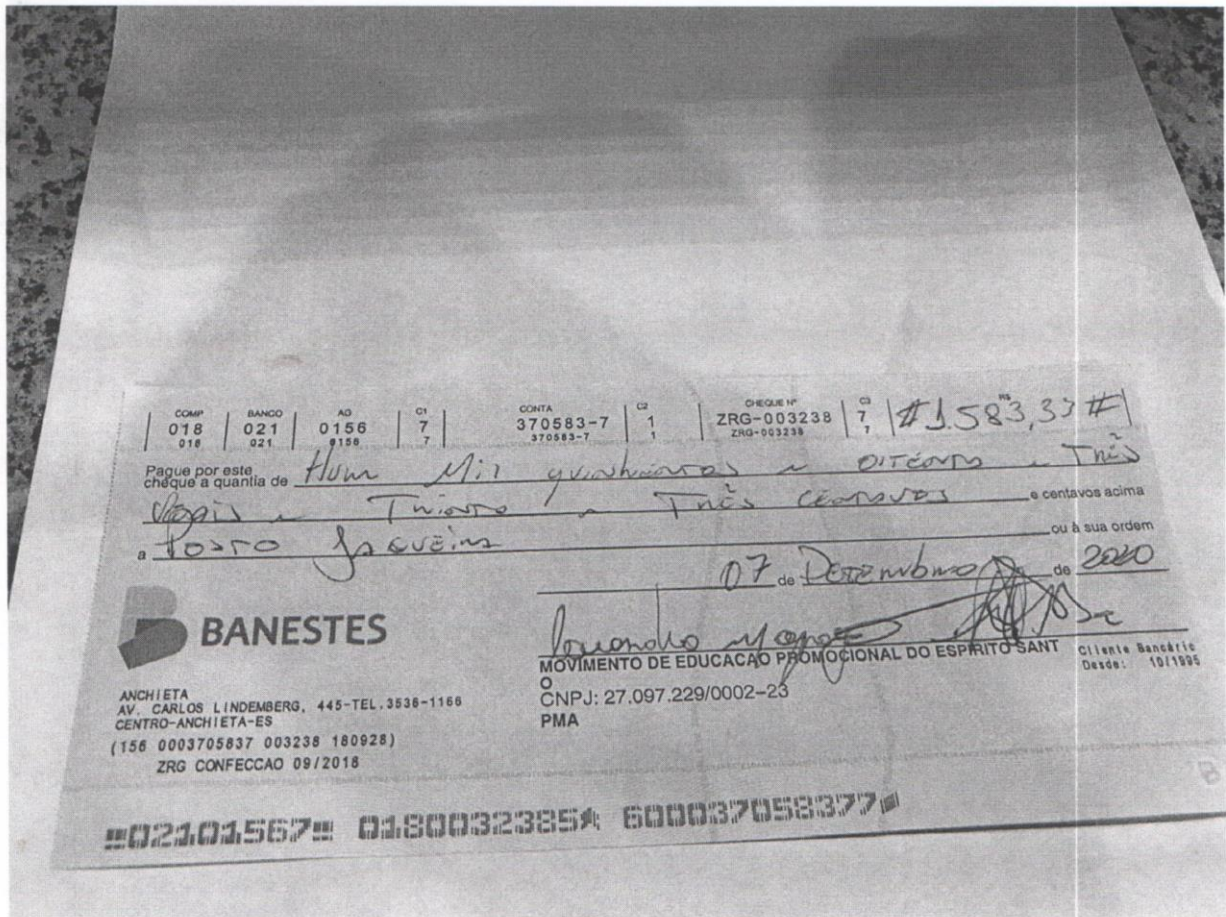 COMP BANCO AG C1 CONTA C2 CHEQUE Nº C3 R$
018 021 0156 7 370583-7 1 ZRG-003238 7 #1.583,33#
018 021 0156 7 370583-7 1 ZRG-003238 7
Pague por este
cheque a quantia de Hum Mil quinhentos e oitenta e Três
Reais e Trinta e Três centavos e centavos acima
a Posto Jaqueira ou à sua ordem
07 de Dezembro de 2020
BANESTES
MOVIMENTO DE EDUCACAO PROMOCIONAL DO ESPIRITO SANT
O
CNPJ: 27.097.229/0002-23
PMA
Cliente Bancário
Desde: 10/1995
ANCHIETA
AV. CARLOS LINDEMBERG, 445-TEL.3536-1166
CENTRO-ANCHIETA-ES
(156 0003705837 003238 180928)
ZRG CONFECCAO 09/2018
02101567 0180032385 600037058377